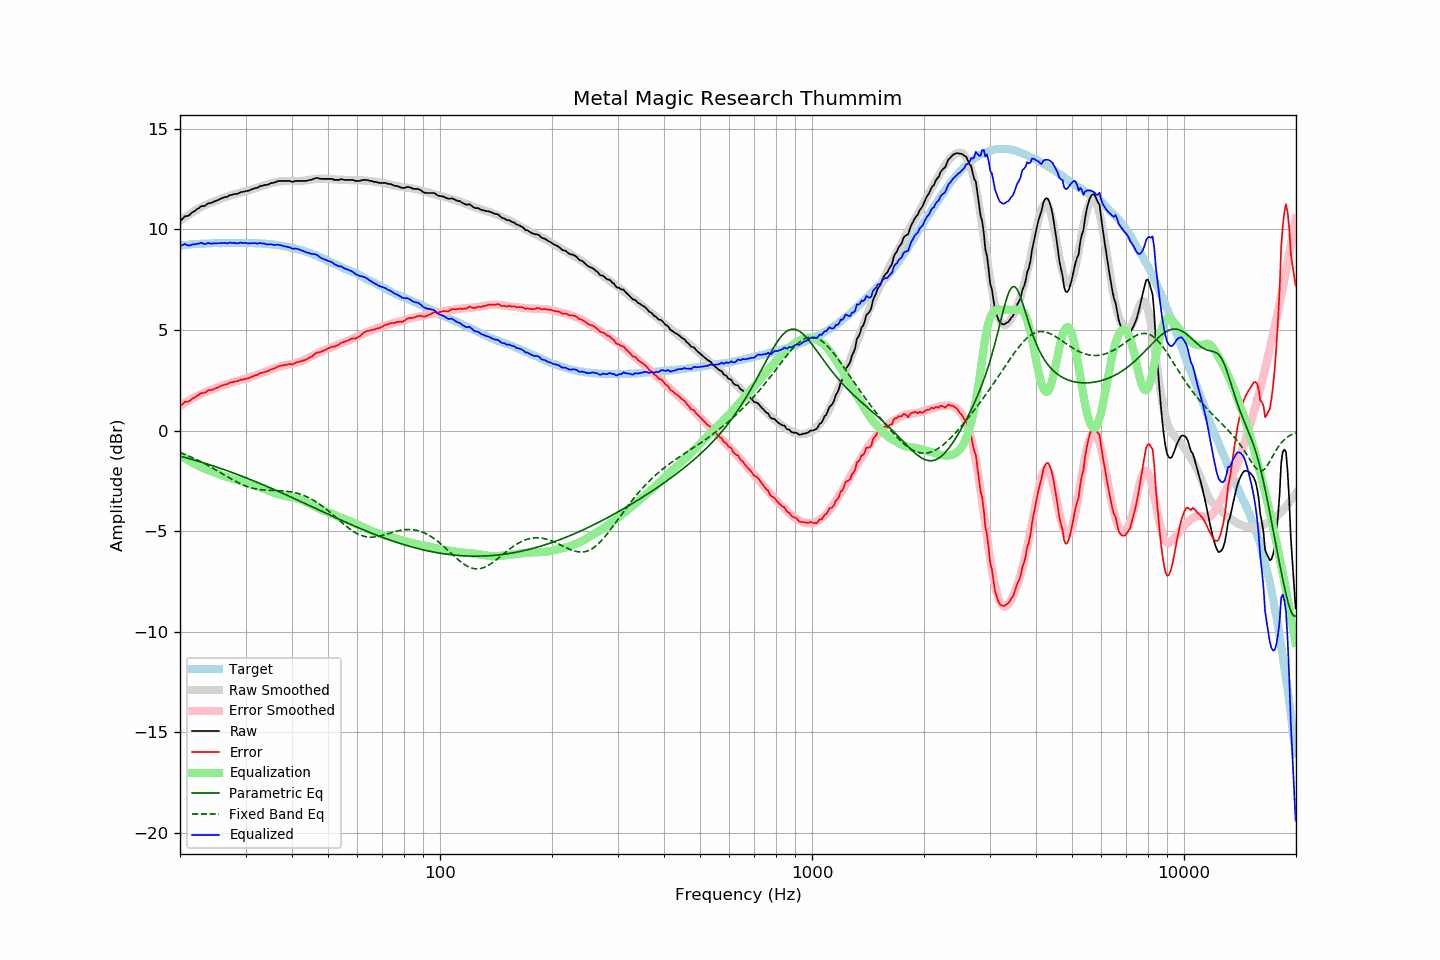 Metal Magic Research Thummim
15
10
5
0
−5
−10
−15
−20
Amplitude (dBr)
Target
Raw Smoothed
Error Smoothed
Raw
Error
Equalization
Parametric Eq
Fixed Band Eq
Equalized
100 1000 10000
Frequency (Hz)